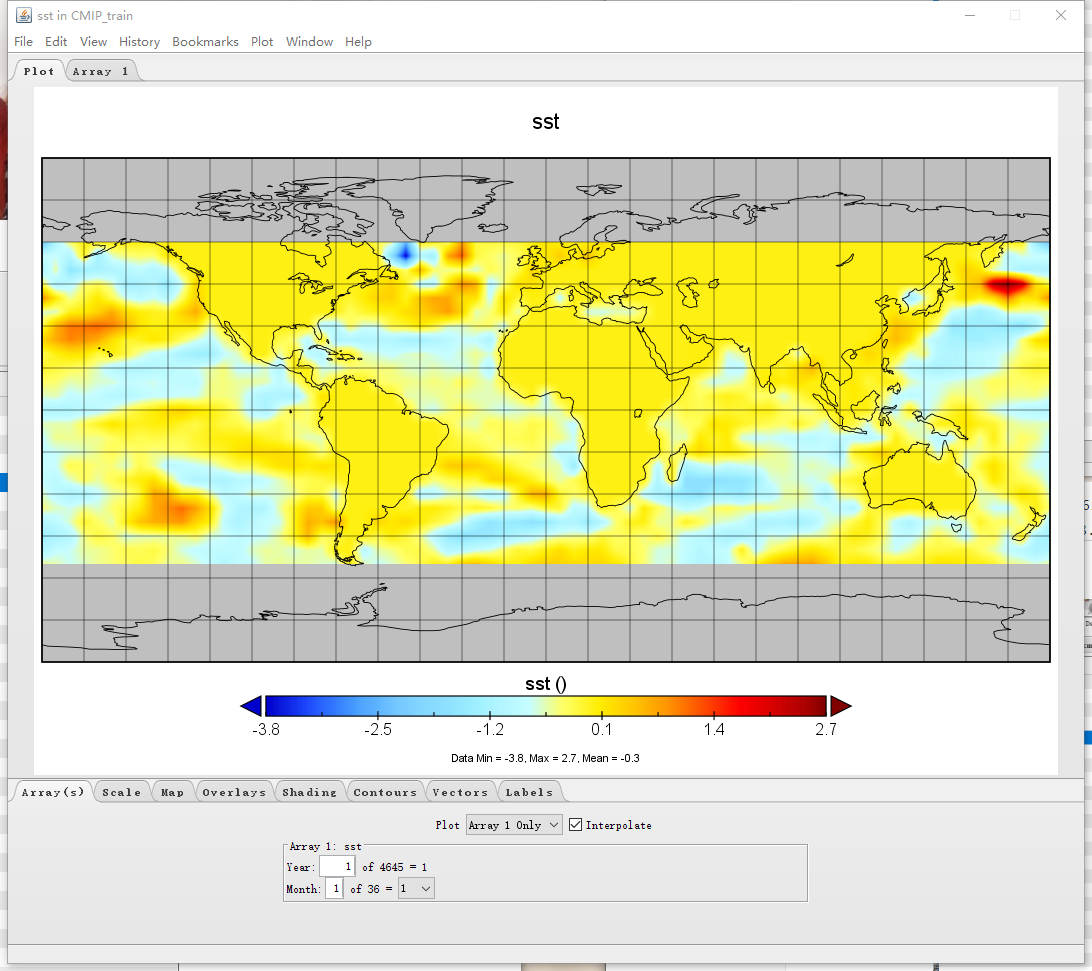 sst in CMIP_train
File Edit View History Bookmarks Plot Window Help
Plot Array 1
sst
sst ()
-3.8 -2.5 -1.2 0.1 1.4 2.7
Data Min = -3.8, Max = 2.7, Mean = -0.3
Array(s) Scale Map Overlays Shading Contours Vectors Labels
Plot Array 1 Only Interpolate
Array 1: sst
Year: 1 of 4645 = 1
Month: 1 of 36 = 1